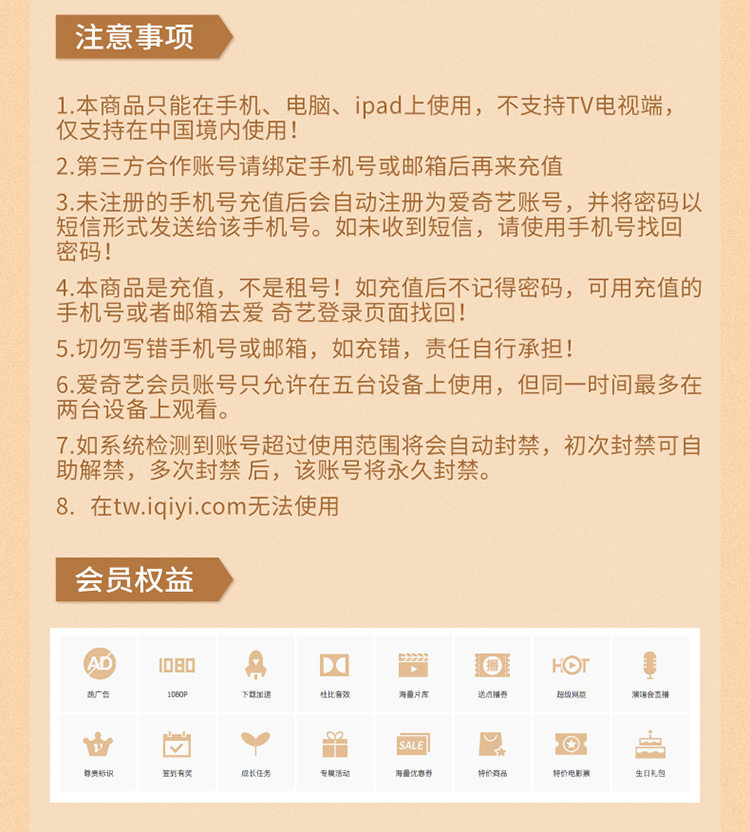 注意事项
1.本商品只能在手机、电脑、ipad上使用，不支持TV电视端，
仅支持在中国境内使用！
2.第三方合作账号请绑定手机号或邮箱后再来充值
3.未注册的手机号充值后会自动注册为爱奇艺账号，并将密码以
短信形式发送给该手机号。如未收到短信，请使用手机号找回
密码！
4.本商品是充值，不是租号！如充值后不记得密码，可用充值的
手机号或者邮箱去爱 奇艺登录页面找回！
5.切勿写错手机号或邮箱，如充错，责任自行承担！
6.爱奇艺会员账号只允许在五台设备上使用，但同一时间最多在
两台设备上观看。
7.如系统检测到账号超过使用范围将会自动封禁，初次封禁可自
助解禁，多次封禁 后，该账号将永久封禁。
8. 在tw.iqiyi.com无法使用
会员权益
AD 1080 播 HOT
跳广告 1080P 下载加速 杜比音效 海量片库 送点播券 超级网剧 演唱会直播
V SALE
尊贵标识 签到有奖 成长任务 专属活动 海量优惠券 特价商品 特价电影票 生日礼包